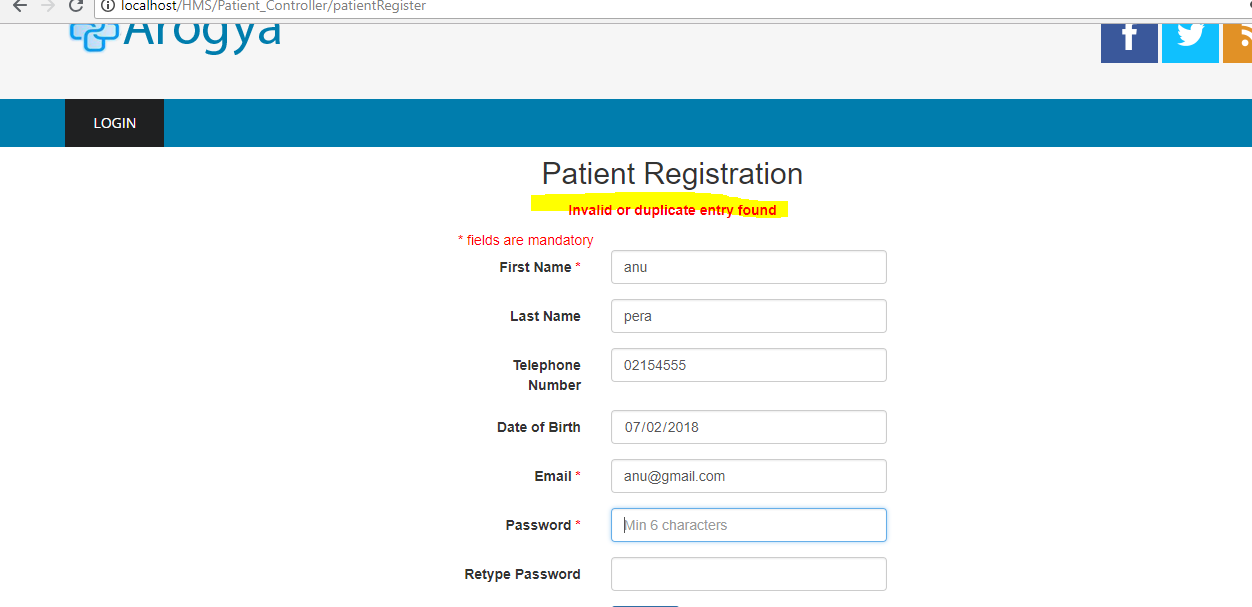 localhost/HMS/Patient_Controller/patientRegister
Arogya
LOGIN
Patient Registration
Invalid or duplicate entry found
* fields are mandatory
First Name *
anu
Last Name
pera
Telephone
Number
02154555
Date of Birth
07/02/2018
Email *
anu@gmail.com
Password *
Min 6 characters
Retype Password